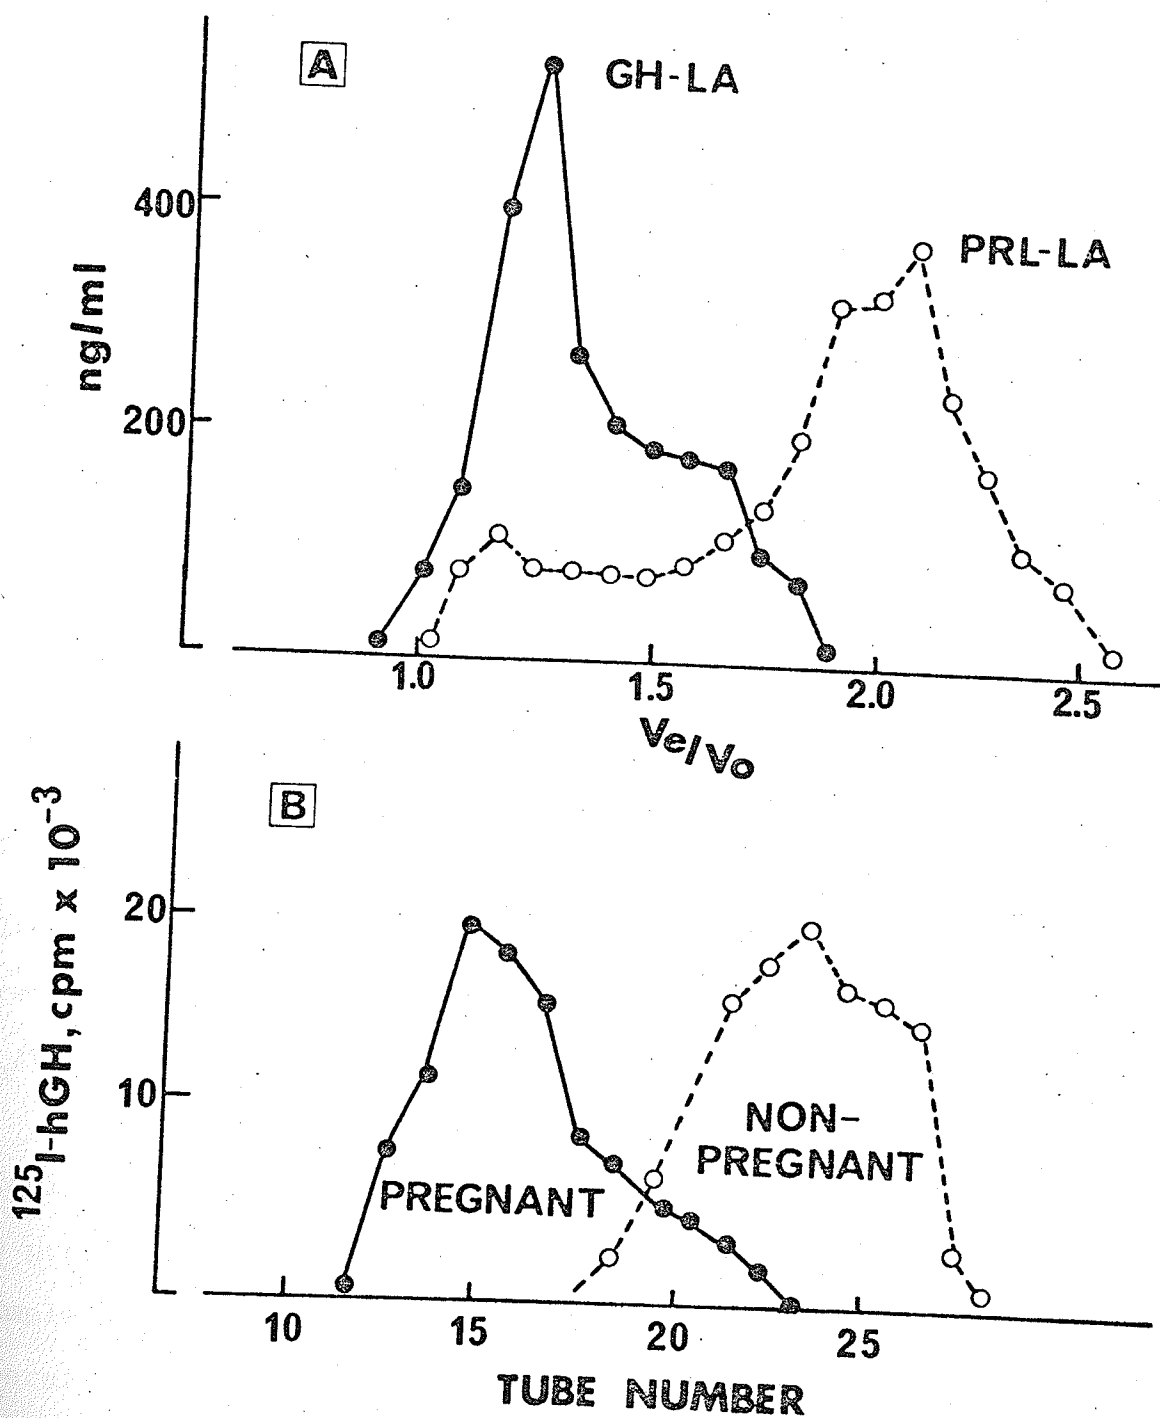 A
GH-LA
PRL-LA
400
200
ng/ml
1.0
1.5
2.0
2.5
Ve/Vo
B
20
10
125I-hGH, cpm x 10-3
NON-
PREGNANT
PREGNANT
10
15
20
25
TUBE NUMBER